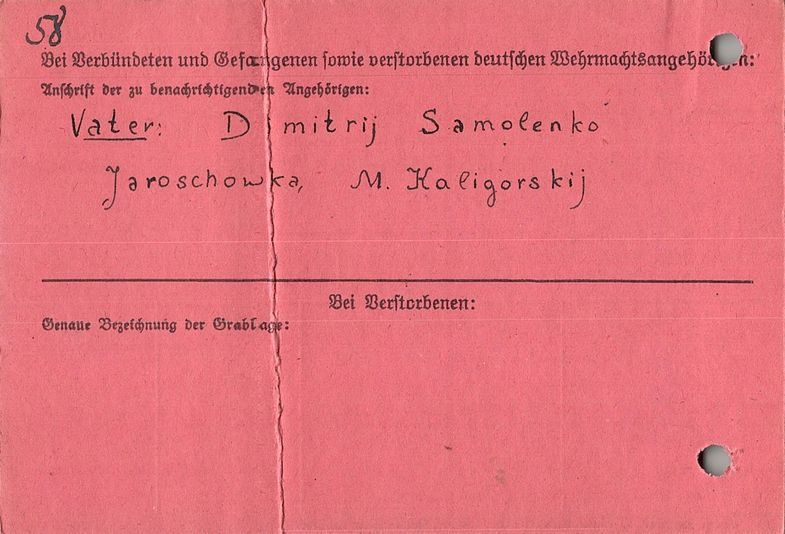 58
Bei Verbündeten und Gefangenen sowie verstorbenen deutschen Wehrmachtsangehörigen:
Anschrift der zu benachrichtigenden Angehörigen:
Vater: Dimitrij Samolenko
Jaroschowka, M. Kaligorskij
Bei Verstorbenen:
Genaue Bezeichnung der Grablage: